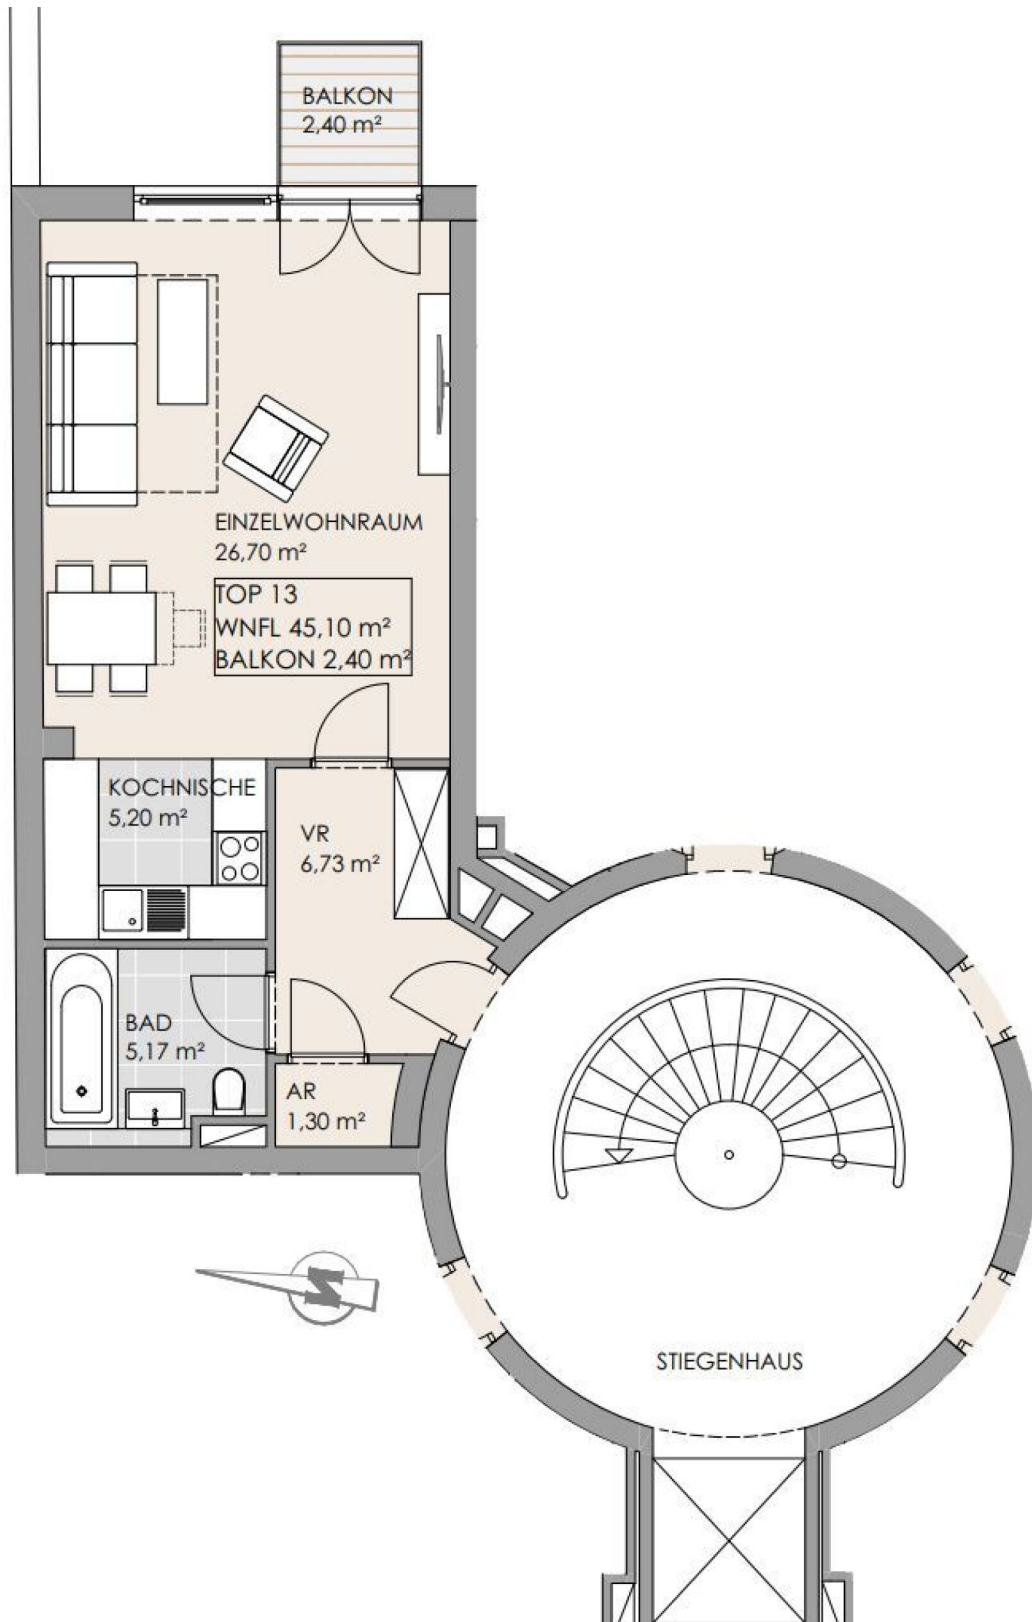 BALKON
2,40 m²
EINZELWOHNRAUM
26,70 m²
TOP 13
WNFL 45,10 m²
BALKON 2,40 m²
KOCHNISCHE
5,20 m²
VR
6,73 m²
BAD
5,17 m²
AR
1,30 m²
N
STIEGENHAUS